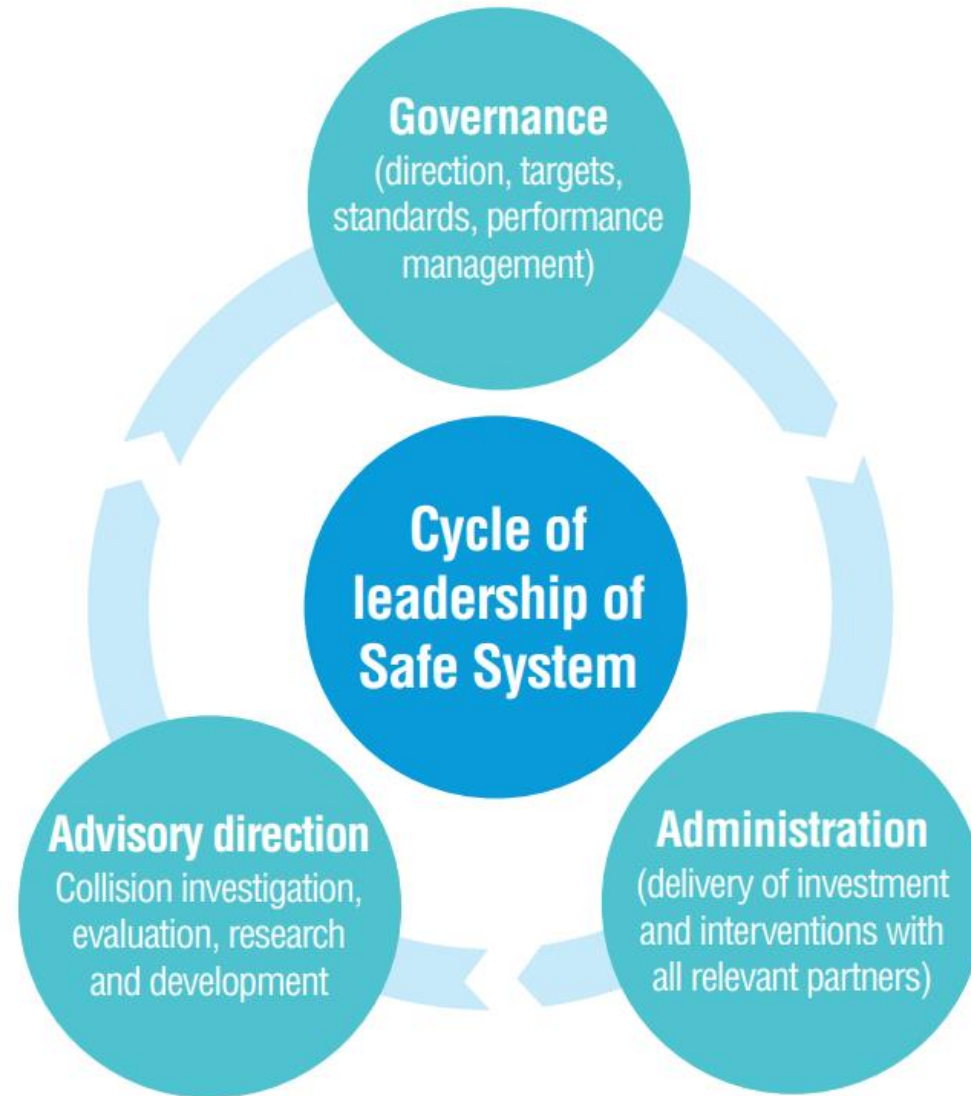 Governance
(direction, targets,
standards, performance
management)
Cycle of
leadership of
Safe System
Advisory direction
Collision investigation,
evaluation, research
and development
Administration
(delivery of investment
and interventions with
all relevant partners)